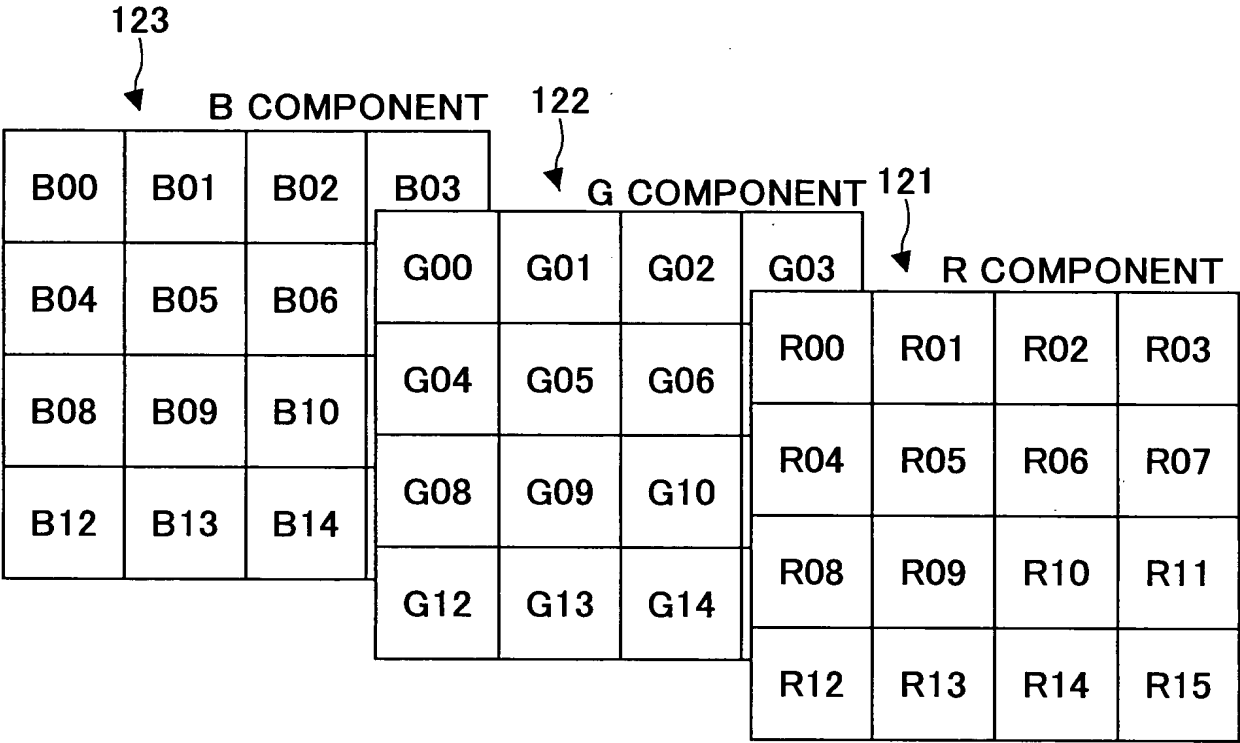 123
B COMPONENT
B00 B01 B02 B03
B04 B05 B06
B08 B09 B10
B12 B13 B14
122
G COMPONENT
G00 G01 G02 G03
G04 G05 G06
G08 G09 G10
G12 G13 G14
121
R COMPONENT
R00 R01 R02 R03
R04 R05 R06 R07
R08 R09 R10 R11
R12 R13 R14 R15